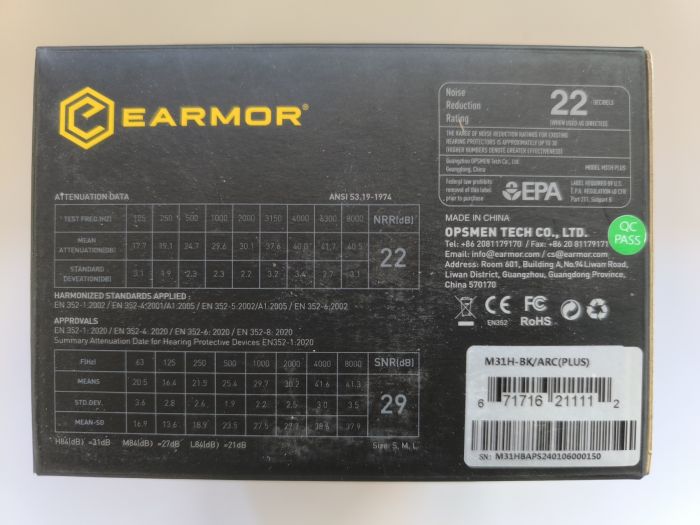 EARMOR®
Noise
Reduction
Rating
22 DECIBELS
(WHEN USED AS DIRECTED)
THE RANGE OF NOISE REDUCTION RATINGS FOR EXISTING
HEARING PROTECTORS IS APPROXIMATELY UP TO 30
(HIGHER NUMBERS DENOTE GREATER EFFECTIVENESS)
Guangzhou OPSMEN Tech Co., Ltd.
Guangdong, China MODEL M31H PLUS
Federal law prohibits
removal of this label
prior to purchase
EPA
LABEL REQUIRED BY U.S.
E.P.A. REGULATION 40 CFR
Part 211, Subpart B
ATTENUATION DATA ANSI S3.19-1974
TEST FREQ.(HZ) 125 250 500 1000 2000 3150 4000 6300 8000 NRR(dB)
MEAN
ATTENUATION(DB) 17.7 19.1 24.7 29.6 30.1 37.6 40.0 41.7 40.5
22
STANDARD
DEVEATION(DB) 3.1 1.9 2.3 2.3 2.2 3.2 3.4 2.7 3.1
HARMONIZED STANDARDS APPLIED :
EN 352-1:2002 / EN 352-4:2001/A1:2005 / EN 352-5:2002/A1:2005 / EN 352-6:2002
APPROVALS
EN 352-1: 2020 / EN 352-4: 2020 / EN 352-6: 2020 / EN 352-8: 2020
Summary Attenuation Date for Hearing Protective Devices EN352-1:2020
F(Hz) 63 125 250 500 1000 2000 4000 8000 SNR(dB)
MEANS 20.5 16.4 21.5 25.4 29.7 30.2 41.6 41.3
STD.DEV. 3.6 2.8 2.6 1.9 2.2 2.5 3.0 3.5
29
MEAN-SD 16.9 13.6 18.9 23.5 27.5 27.7 38.6 37.9
H84(dB) =31dB M84(dB) =27dB L84(dB) =21dB Size: S, M, L
MADE IN CHINA
OPSMEN TECH CO., LTD.
Tel: +86 2081179170 / Fax: +86 20 81179171
Email: info@earmor.com / cs@earmor.com
Address: Room 601, Building A, No.94 Liwan Road,
Liwan District, Guangzhou, Guangdong Province,
China 570170
QC
PASS
CE
EN352
CE
RoHS
M31H-BK/ARC(PLUS)
6 71716 21111 2
SN: M31HBAPS240106000150